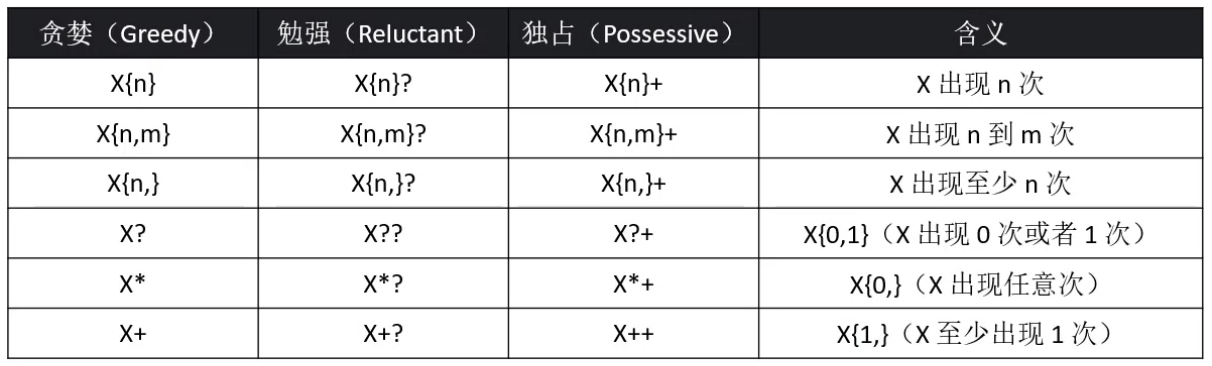 贪婪（Greedy） 勉强（Reluctant） 独占（Possessive） 含义
X{n} X{n}? X{n}+ X 出现 n 次
X{n,m} X{n,m}? X{n,m}+ X 出现 n 到 m 次
X{n,} X{n,}? X{n,}+ X 出现至少 n 次
X? X?? X?+ X{0,1}（X 出现 0 次或者 1 次）
X* X*? X*+ X{0,}（X 出现任意次）
X+ X+? X++ X{1,}（X 至少出现 1 次）